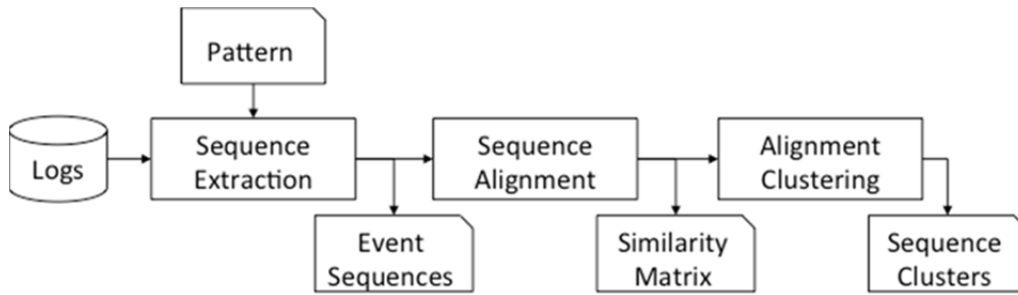 Pattern
Logs
Sequence
Extraction
Sequence
Alignment
Alignment
Clustering
Event
Sequences
Similarity
Matrix
Sequence
Clusters